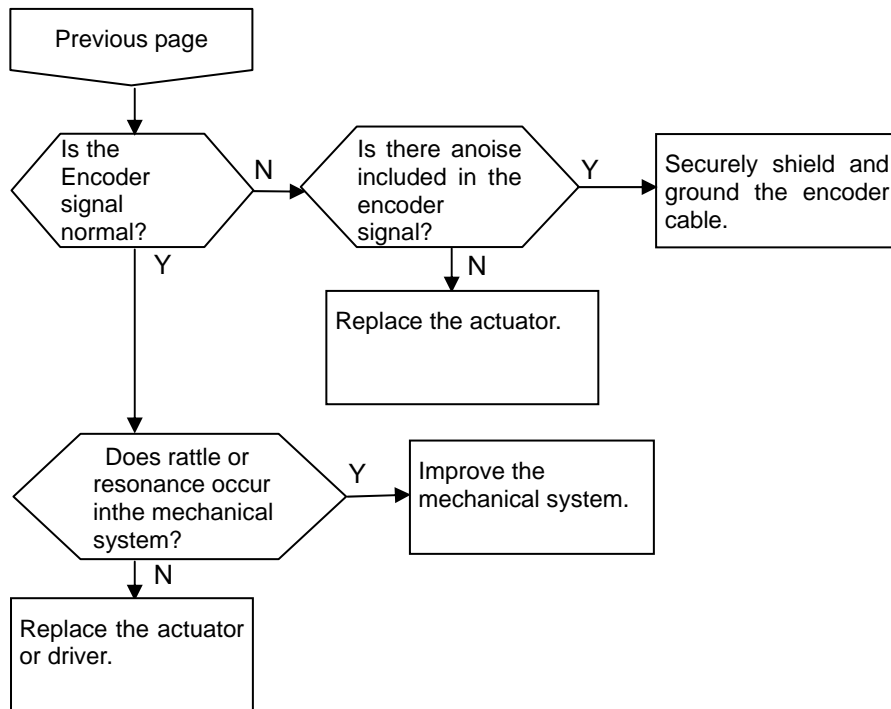 Previous page
Is the
Encoder
signal
normal?
N
Is there anoise
included in the
encoder
signal?
Y
Securely shield and
ground the encoder
cable.
Y
N
Replace the actuator.
Does rattle or
resonance occur
inthe mechanical
system?
Y
Improve the
mechanical system.
N
Replace the actuator
or driver.